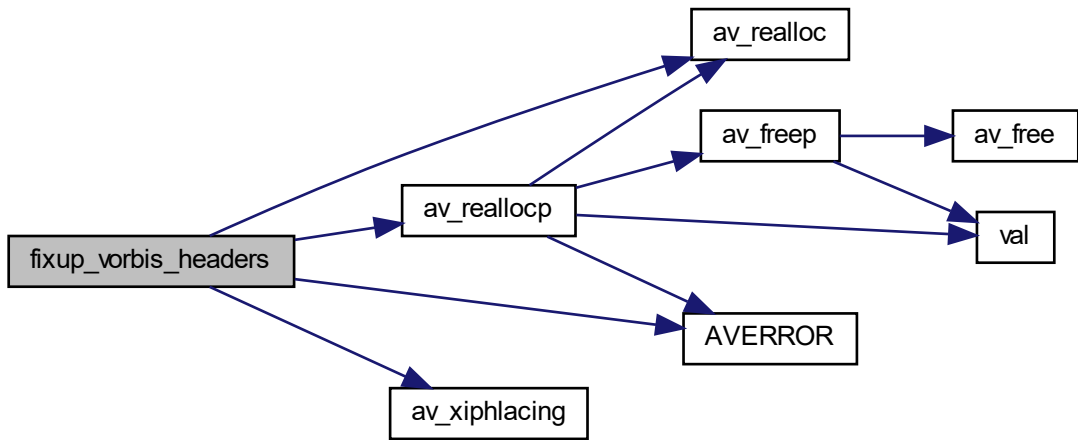 av_realloc
av_freep
av_free
av_reallocp
val
fixup_vorbis_headers
AVERROR
av_xiphlacing